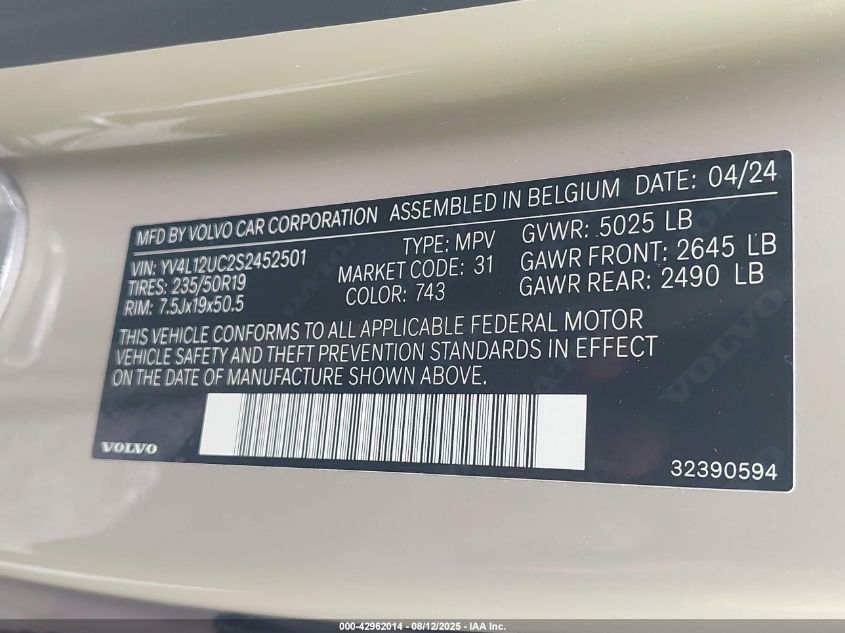 MFD BY VOLVO CAR CORPORATION ASSEMBLED IN BELGIUM DATE: 04/24
VIN: YV4L12UC2S2452501 TYPE: MPV GVWR: 5025 LB
TIRES: 235/50R19 MARKET CODE: 31 GAWR FRONT: 2645 LB
RIM: 7.5Jx19x50.5 COLOR: 743 GAWR REAR: 2490 LB
THIS VEHICLE CONFORMS TO ALL APPLICABLE FEDERAL MOTOR
VEHICLE SAFETY AND THEFT PREVENTION STANDARDS IN EFFECT
ON THE DATE OF MANUFACTURE SHOWN ABOVE.
VOLVO
32390594
000-42962014 - 08/12/2025 - IAA Inc.